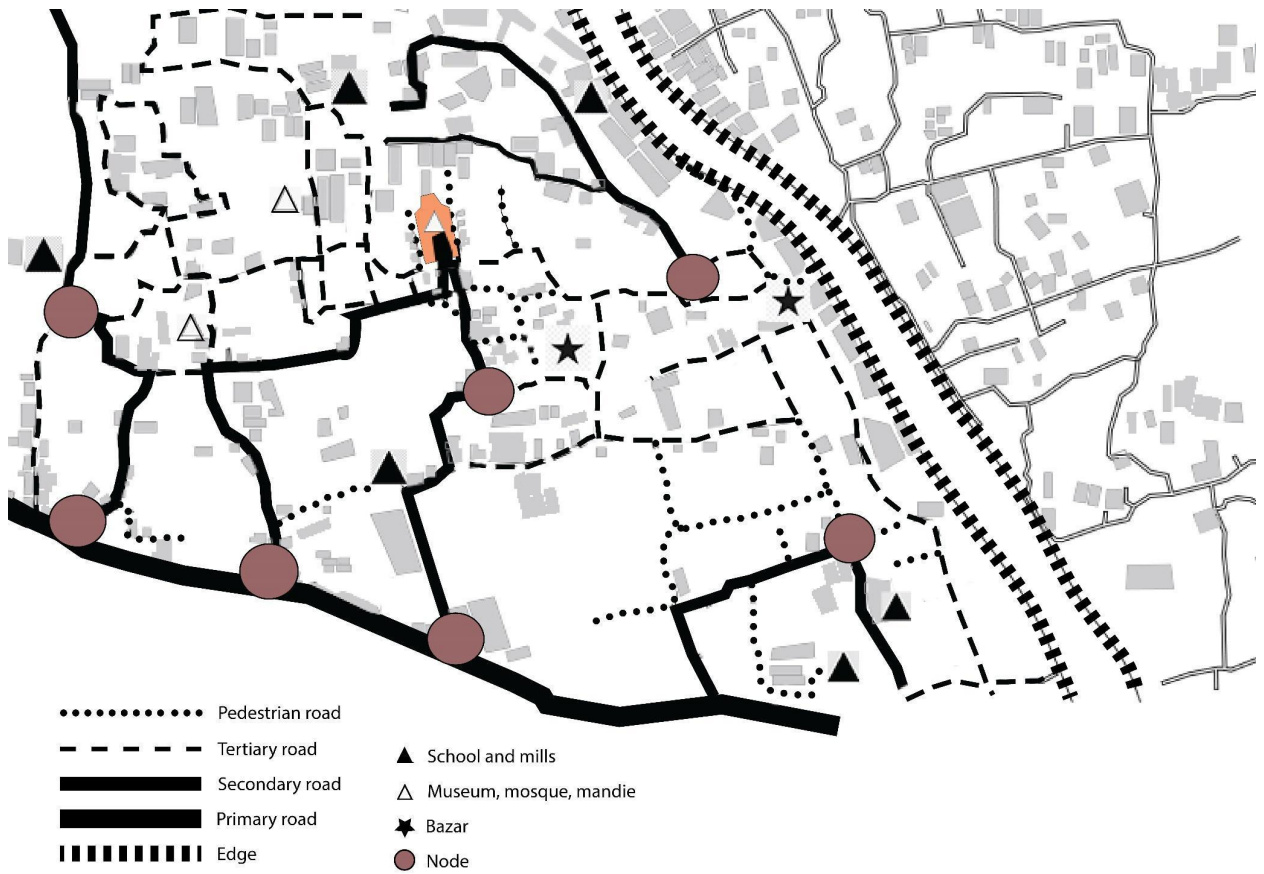 Pedestrian road
Tertiary road
Secondary road
Primary road
Edge
School and mills
Museum, mosque, mandie
Bazar
Node